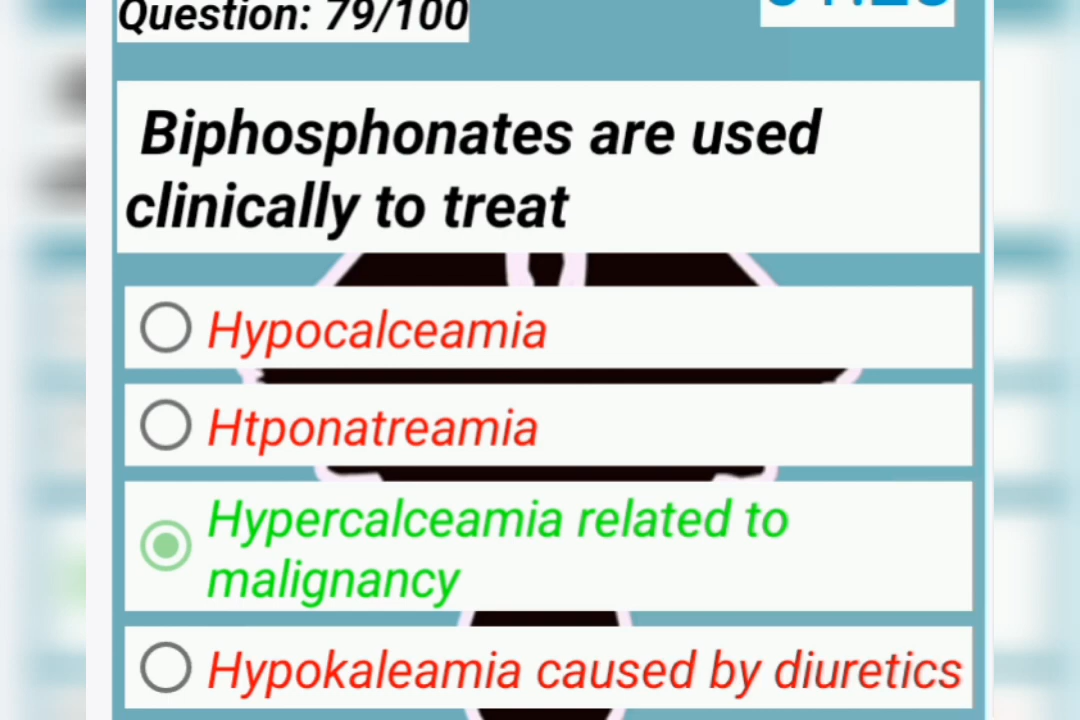 Question: 79/100
Biphosphonates are used
clinically to treat
Hypocalceamia
Htponatreamia
Hypercalceamia related to
malignancy
Hypokaleamia caused by diuretics